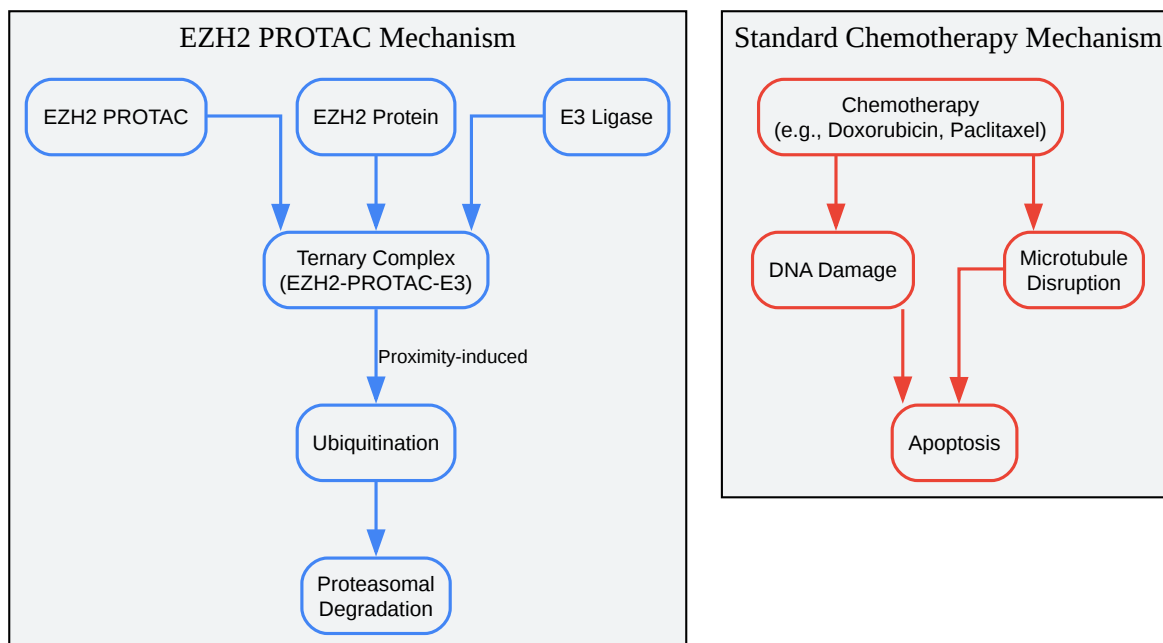 EZH2 PROTAC Mechanism
EZH2 PROTAC
EZH2 Protein
E3 Ligase
Ternary Complex
(EZH2-PROTAC-E3)
Proximity-induced
Ubiquitination
Proteasomal
Degradation
Standard Chemotherapy Mechanism
Chemotherapy
(e.g., Doxorubicin, Paclitaxel)
DNA Damage
Microtubule
Disruption
Apoptosis